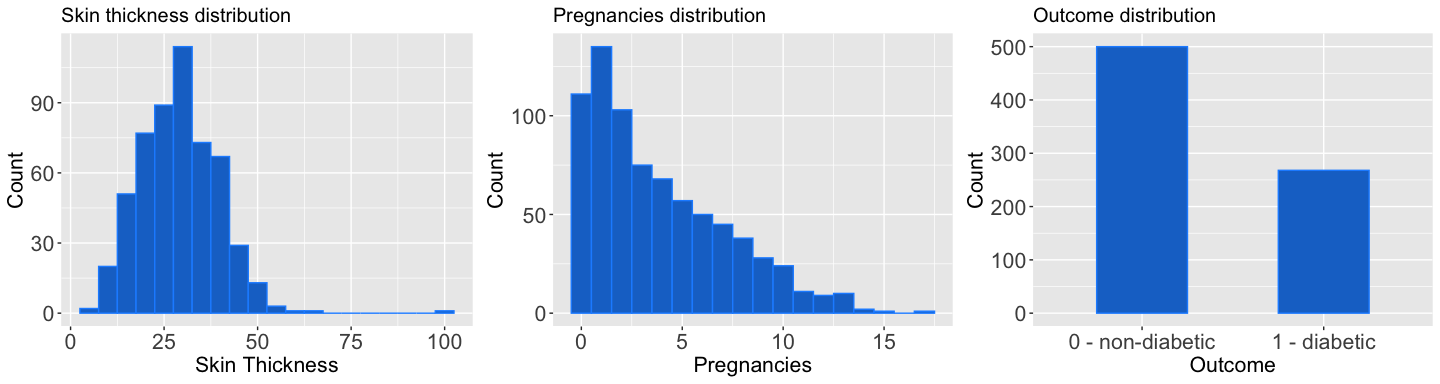 Skin thickness distribution
90
60
30
0
Count
0 25 50 75 100
Skin Thickness
Pregnancies distribution
100
50
0
Count
0 5 10 15
Pregnancies
Outcome distribution
500
400
300
200
100
0
Count
0 - non-diabetic 1 - diabetic
Outcome